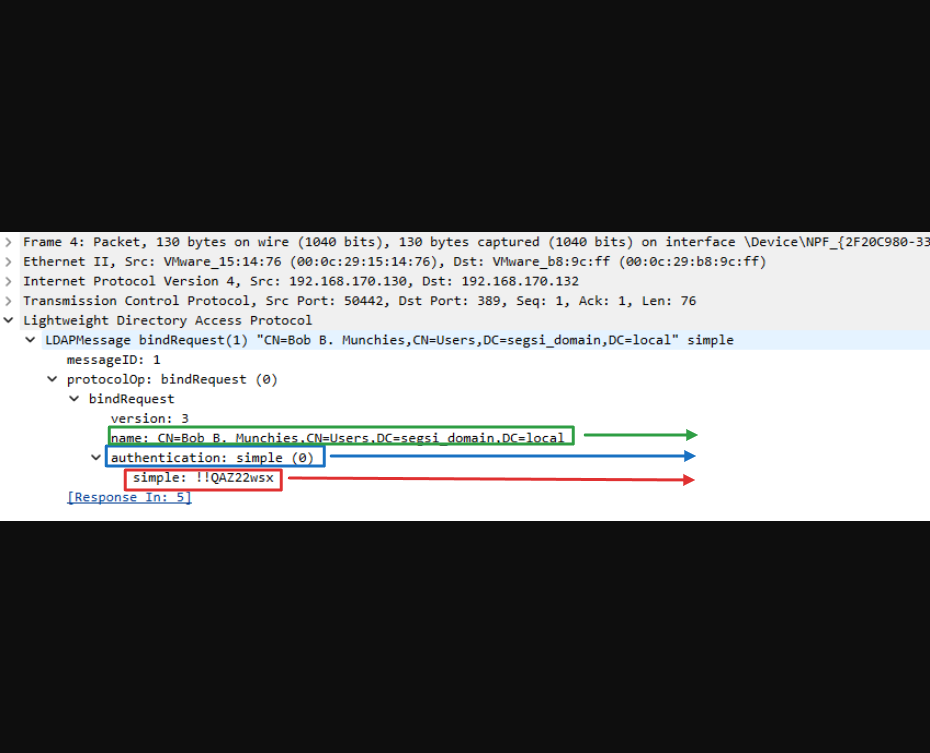 Frame 4: Packet, 130 bytes on wire (1040 bits), 130 bytes captured (1040 bits) on interface \Device\NPF_{2F20C980-33
Ethernet II, Src: VMware_15:14:76 (00:0c:29:15:14:76), Dst: VMware_b8:9c:ff (00:0c:29:b8:9c:ff)
Internet Protocol Version 4, Src: 192.168.170.130, Dst: 192.168.170.132
Transmission Control Protocol, Src Port: 50442, Dst Port: 389, Seq: 1, Ack: 1, Len: 76
Lightweight Directory Access Protocol
LDAPMessage bindRequest(1) "CN=Bob B. Munchies,CN=Users,DC=segsi_domain,DC=local" simple
messageID: 1
protocolOp: bindRequest (0)
bindRequest
version: 3
name: CN=Bob B. Munchies,CN=Users,DC=segsi_domain,DC=local
authentication: simple (0)
simple: !!QAZ22wsx
[Response In: 5]